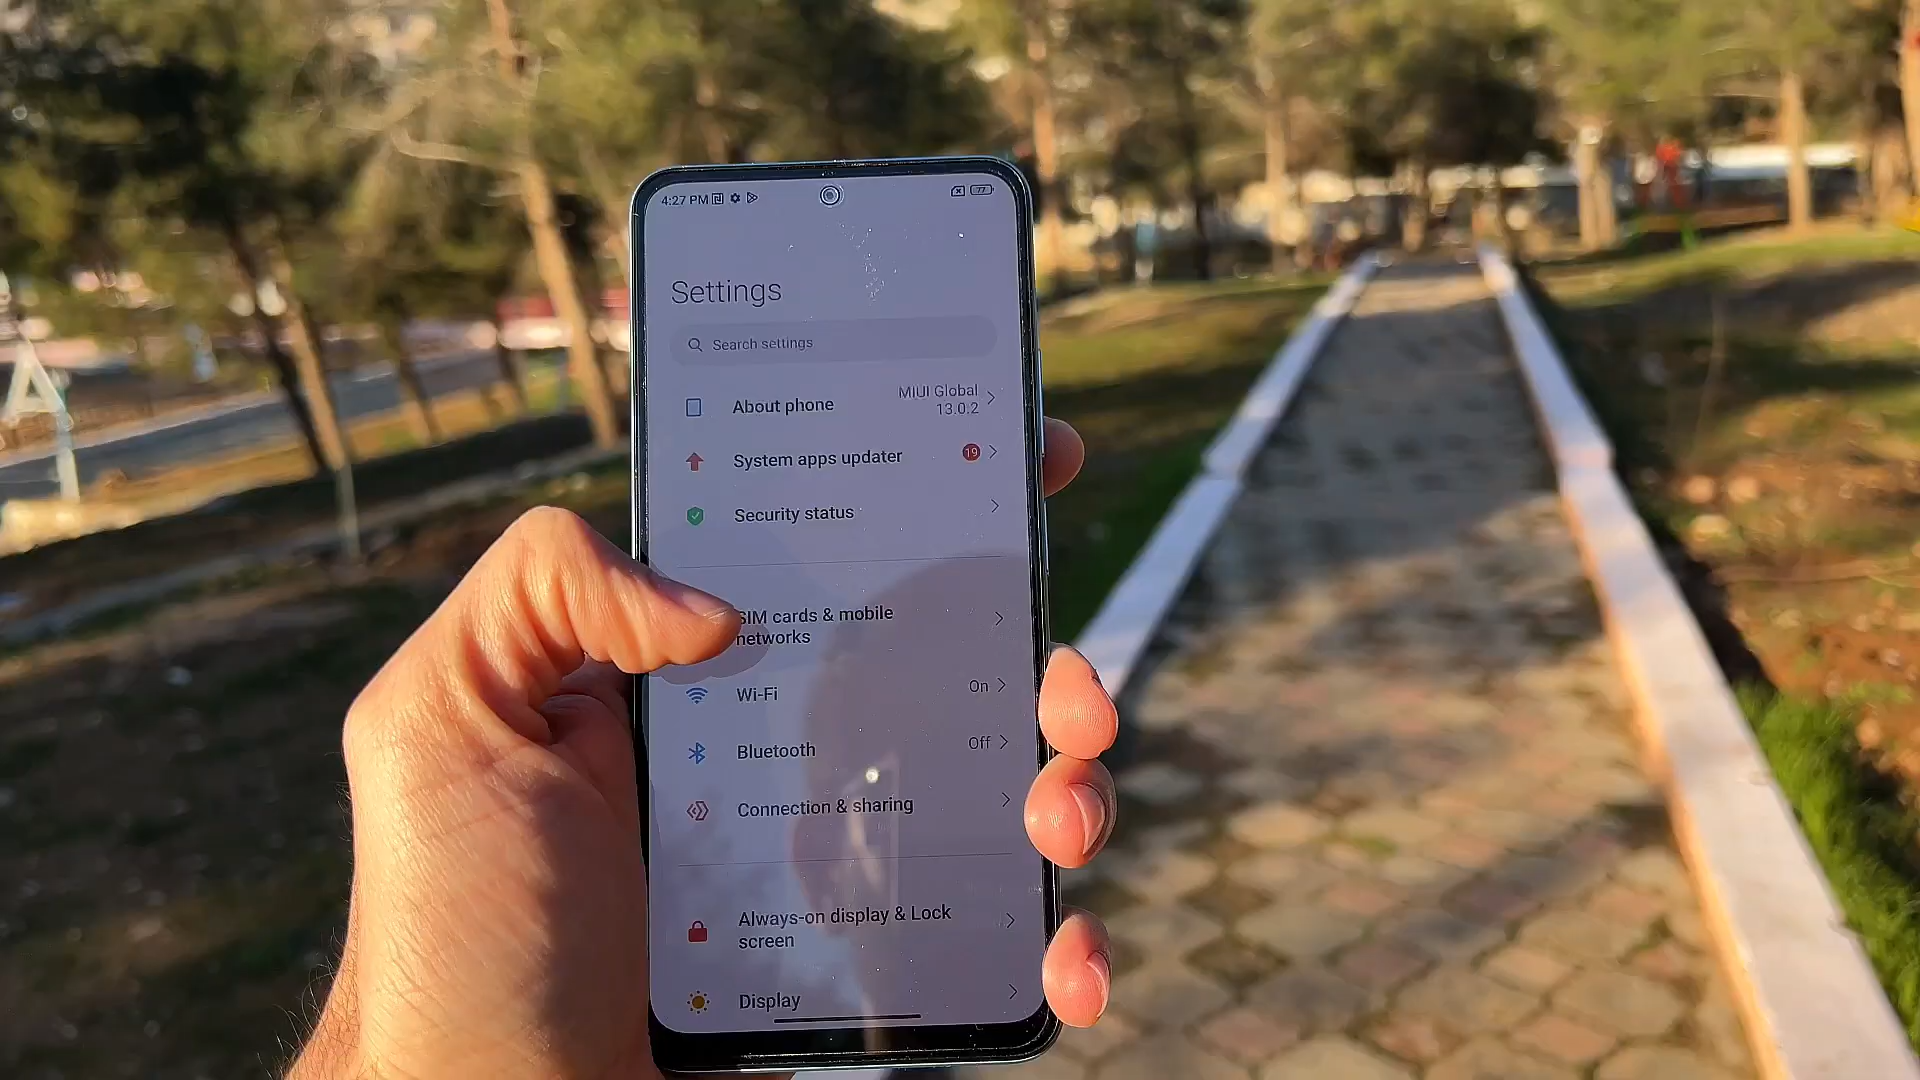 4:27 PM
77
Settings
Search settings
About phone
MIUI Global
13.0.2
System apps updater
19
Security status
SIM cards & mobile
networks
Wi-Fi
On
Bluetooth
Off
Connection & sharing
Always-on display & Lock
screen
Display